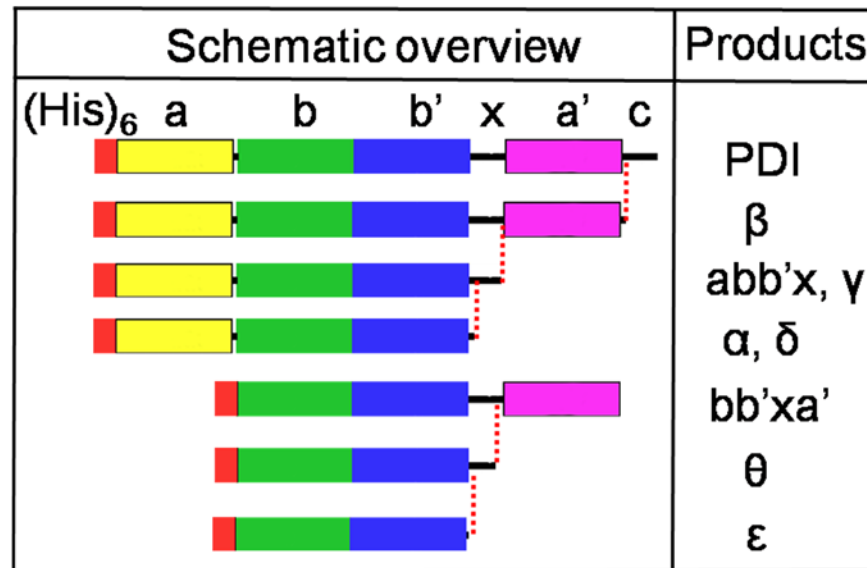 Schematic overview
Products
(His)₆ a b b’ x a’ c
PDI
β
abb’x, γ
α, δ
bb’xa’
θ
ε